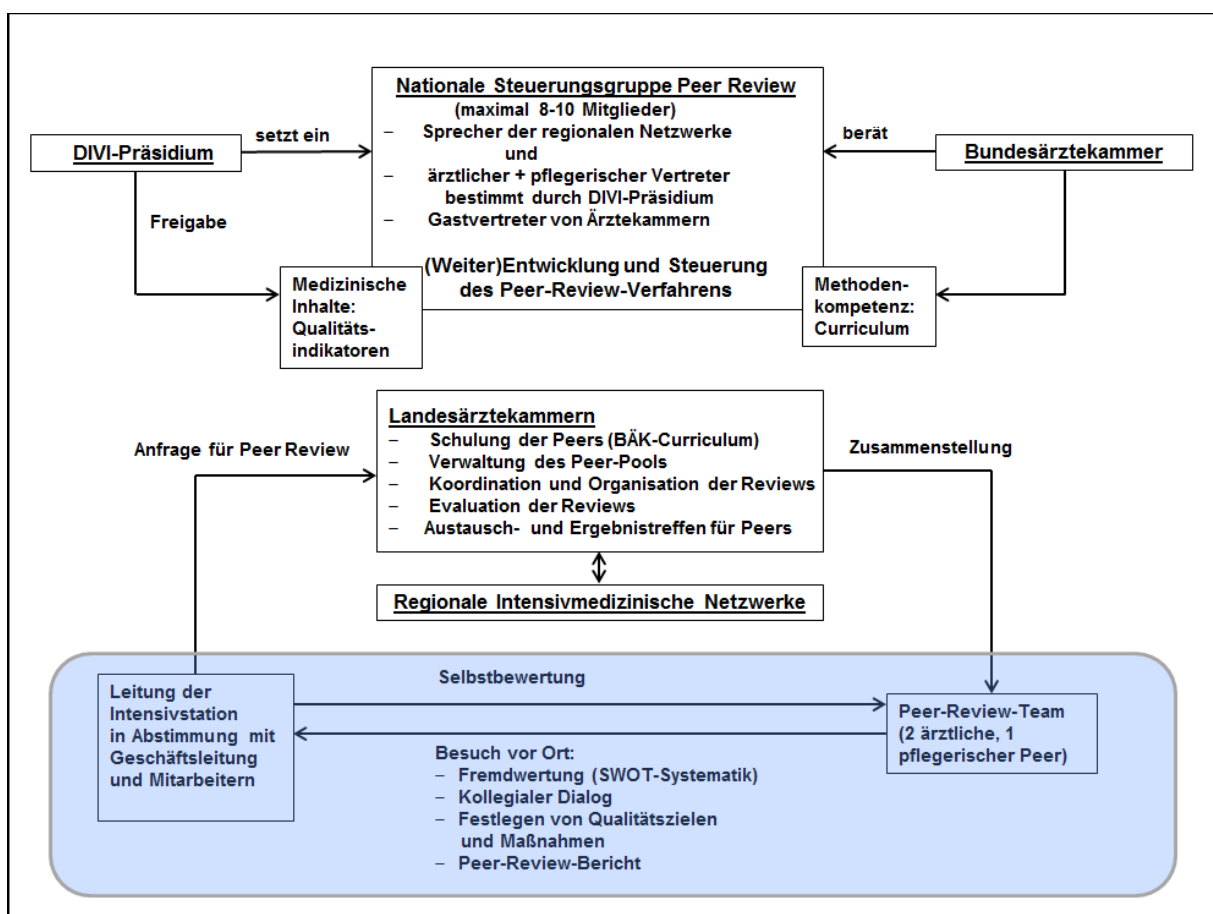 Nationale Steuerungsgruppe Peer Review
(maximal 8-10 Mitglieder)
– Sprecher der regionalen Netzwerke
und
– ärztlicher + pflegerischer Vertreter
bestimmt durch DIVI-Präsidium
– Gastvertreter von Ärztekammern
(Weiter)Entwicklung und Steuerung
des Peer-Review-Verfahrens
DIVI-Präsidium
setzt ein
berät
Bundesärztekammer
Freigabe
Medizinische
Inhalte:
Qualitäts-
indikatoren
Methoden-
kompetenz:
Curriculum
Landesärztekammern
– Schulung der Peers (BÄK-Curriculum)
– Verwaltung des Peer-Pools
– Koordination und Organisation der Reviews
– Evaluation der Reviews
– Austausch- und Ergebnistreffen für Peers
Anfrage für Peer Review
Zusammenstellung
Regionale Intensivmedizinische Netzwerke
Leitung der
Intensivstation
in Abstimmung mit
Geschäftsleitung
und Mitarbeitern
Selbstbewertung
Peer-Review-Team
(2 ärztliche, 1
pflegerischer Peer)
Besuch vor Ort:
– Fremdwertung (SWOT-Systematik)
– Kollegialer Dialog
– Festlegen von Qualitätszielen
und Maßnahmen
– Peer-Review-Bericht